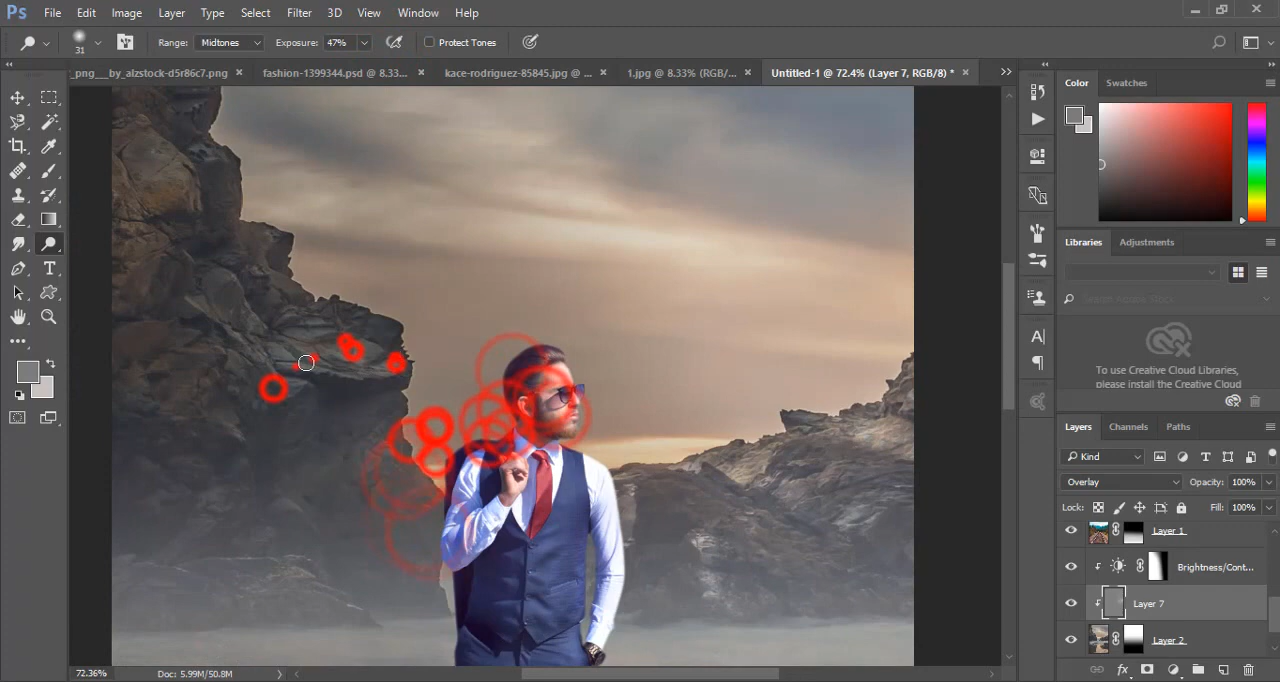 Ps File Edit Image Layer Type Select Filter 3D View Window Help
31 Range: Midtones Exposure: 47% Protect Tones
_png___by_alzstock-d5r86c7.png × fashion-1399344.psd @ 8.33... × kace-rodriguez-85845.jpg @ ... × 1.jpg @ 8.33% (RGB/... × Untitled-1 @ 72.4% (Layer 7, RGB/8) * ×
Color Swatches
Libraries Adjustments
Search Adobe Stock
To use Creative Cloud Libraries,
please install the Creative Cloud
Layers Channels Paths
Kind
Overlay Opacity: 100%
Lock: Fill: 100%
Layer 1
Brightness/Cont...
Layer 7
Layer 2
72.36% Doc: 5.99M/50.8M